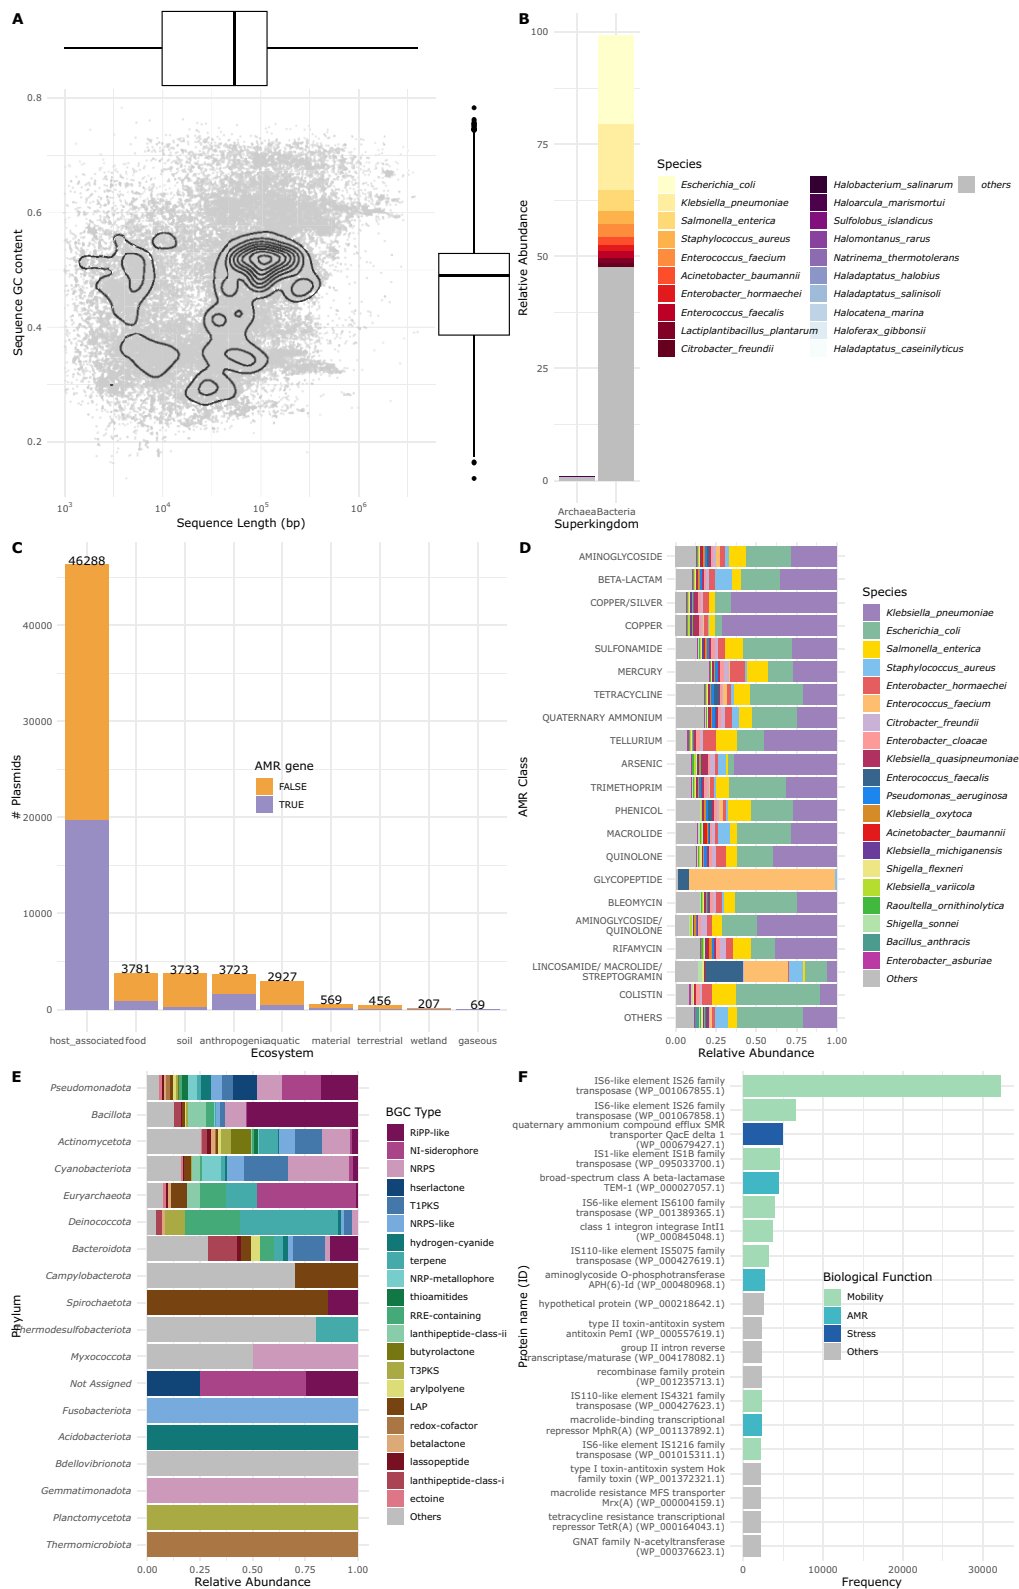 A
0.8
0.6
0.4
0.2
Sequence GC content
10^3
10^4
10^5
10^6
Sequence Length (bp)
B
100
75
50
25
0
Relative Abundance
Archaea
Bacteria
Superkingdom
Species
Escherichia_coli
Klebsiella_pneumoniae
Salmonella_enterica
Staphylococcus_aureus
Enterococcus_faecium
Acinetobacter_baumannii
Enterobacter_hormaechei
Enterococcus_faecalis
Lactiplantibacillus_plantarum
Citrobacter_freundii
Halobacterium_salinarum
Haloarcula_marismortui
Sulfolobus_islandicus
Halomontanus_rarus
Natrinema_thermotolerans
Haladaptatus_halobius
Haladaptatus_salinisoli
Halocatena_marina
Haloferax_gibbonsii
Haladaptatus_caseinilyticus
others
C
46288
3781
3733
3723
2927
569
456
207
69
40000
30000
20000
10000
0
# Plasmids
AMR gene
FALSE
TRUE
host_associated
food
soil
anthropogenic
aquatic
material
terrestrial
wetland
gaseous
Ecosystem
D
AMINOGLYCOSIDE
BETA-LACTAM
COPPER/SILVER
COPPER
SULFONAMIDE
MERCURY
TETRACYCLINE
QUATERNARY AMMONIUM
TELLURIUM
ARSENIC
TRIMETHOPRIM
PHENICOL
MACROLIDE
QUINOLONE
GLYCOPEPTIDE
BLEOMYCIN
AMINOGLYCOSIDE/
QUINOLONE
RIFAMYCIN
LINCOSAMIDE/ MACROLIDE/
STREPTOGRAMIN
COLISTIN
OTHERS
AMR Class
0.00
0.25
0.50
0.75
1.00
Relative Abundance
Species
Klebsiella_pneumoniae
Escherichia_coli
Salmonella_enterica
Staphylococcus_aureus
Enterobacter_hormaechei
Enterococcus_faecium
Citrobacter_freundii
Enterobacter_cloacae
Klebsiella_quasipneumoniae
Enterococcus_faecalis
Pseudomonas_aeruginosa
Klebsiella_oxytoca
Acinetobacter_baumannii
Klebsiella_michiganensis
Shigella_flexneri
Klebsiella_variicola
Raoultella_ornithinolytica
Shigella_sonnei
Bacillus_anthracis
Enterobacter_asburiae
Others
E
Pseudomonadota
Bacillota
Actinomycetota
Cyanobacteriota
Euryarchaeota
Deinococcota
Bacteroidota
Campylobacterota
Spirochaetota
Thermodesulfobacteriota
Myxococcota
Not Assigned
Fusobacteriota
Acidobacteriota
Bdellovibrionota
Gemmatimonadota
Planctomycetota
Thermomicrobiota
Phylum
0.00
0.25
0.50
0.75
1.00
Relative Abundance
BGC Type
RiPP-like
NI-siderophore
NRPS
hserlactone
T1PKS
NRPS-like
hydrogen-cyanide
terpene
NRP-metallophore
thioamitides
RRE-containing
lanthipeptide-class-ii
butyrolactone
T3PKS
arylpolyene
LAP
redox-cofactor
betalactone
lassopeptide
lanthipeptide-class-i
ectoine
Others
F
IS6-like element IS26 family
transposase (WP_001067855.1)
IS6-like element IS26 family
transposase (WP_001067858.1)
quaternary ammonium compound efflux SMR
transporter QacE delta 1
(WP_000679427.1)
IS1-like element IS1B family
transposase (WP_095033700.1)
broad-spectrum class A beta-lactamase
TEM-1 (WP_000027057.1)
IS6-like element IS6100 family
transposase (WP_001389365.1)
class 1 integron integrase IntI1
(WP_000845048.1)
IS110-like element IS5075 family
transposase (WP_000427619.1)
aminoglycoside O-phosphotransferase
APH(6)-Id (WP_000480968.1)
hypothetical protein (WP_000218642.1)
type II toxin-antitoxin system
antitoxin PemI (WP_000557619.1)
group II intron reverse
transcriptase/maturase (WP_004178082.1)
recombinase family protein
(WP_001235713.1)
IS110-like element IS4321 family
transposase (WP_000427623.1)
macrolide-binding transcriptional
repressor MphR(A) (WP_001137892.1)
IS6-like element IS1216 family
transposase (WP_001015311.1)
type I toxin-antitoxin system Hok
family toxin (WP_001372321.1)
macrolide resistance MFS transporter
Mrx(A) (WP_000004159.1)
tetracycline resistance transcriptional
repressor TetR(A) (WP_000164043.1)
GNAT family N-acetyltransferase
(WP_000376623.1)
Protein name (ID)
Biological Function
Mobility
AMR
Stress
Others
0
10000
20000
30000
Frequency